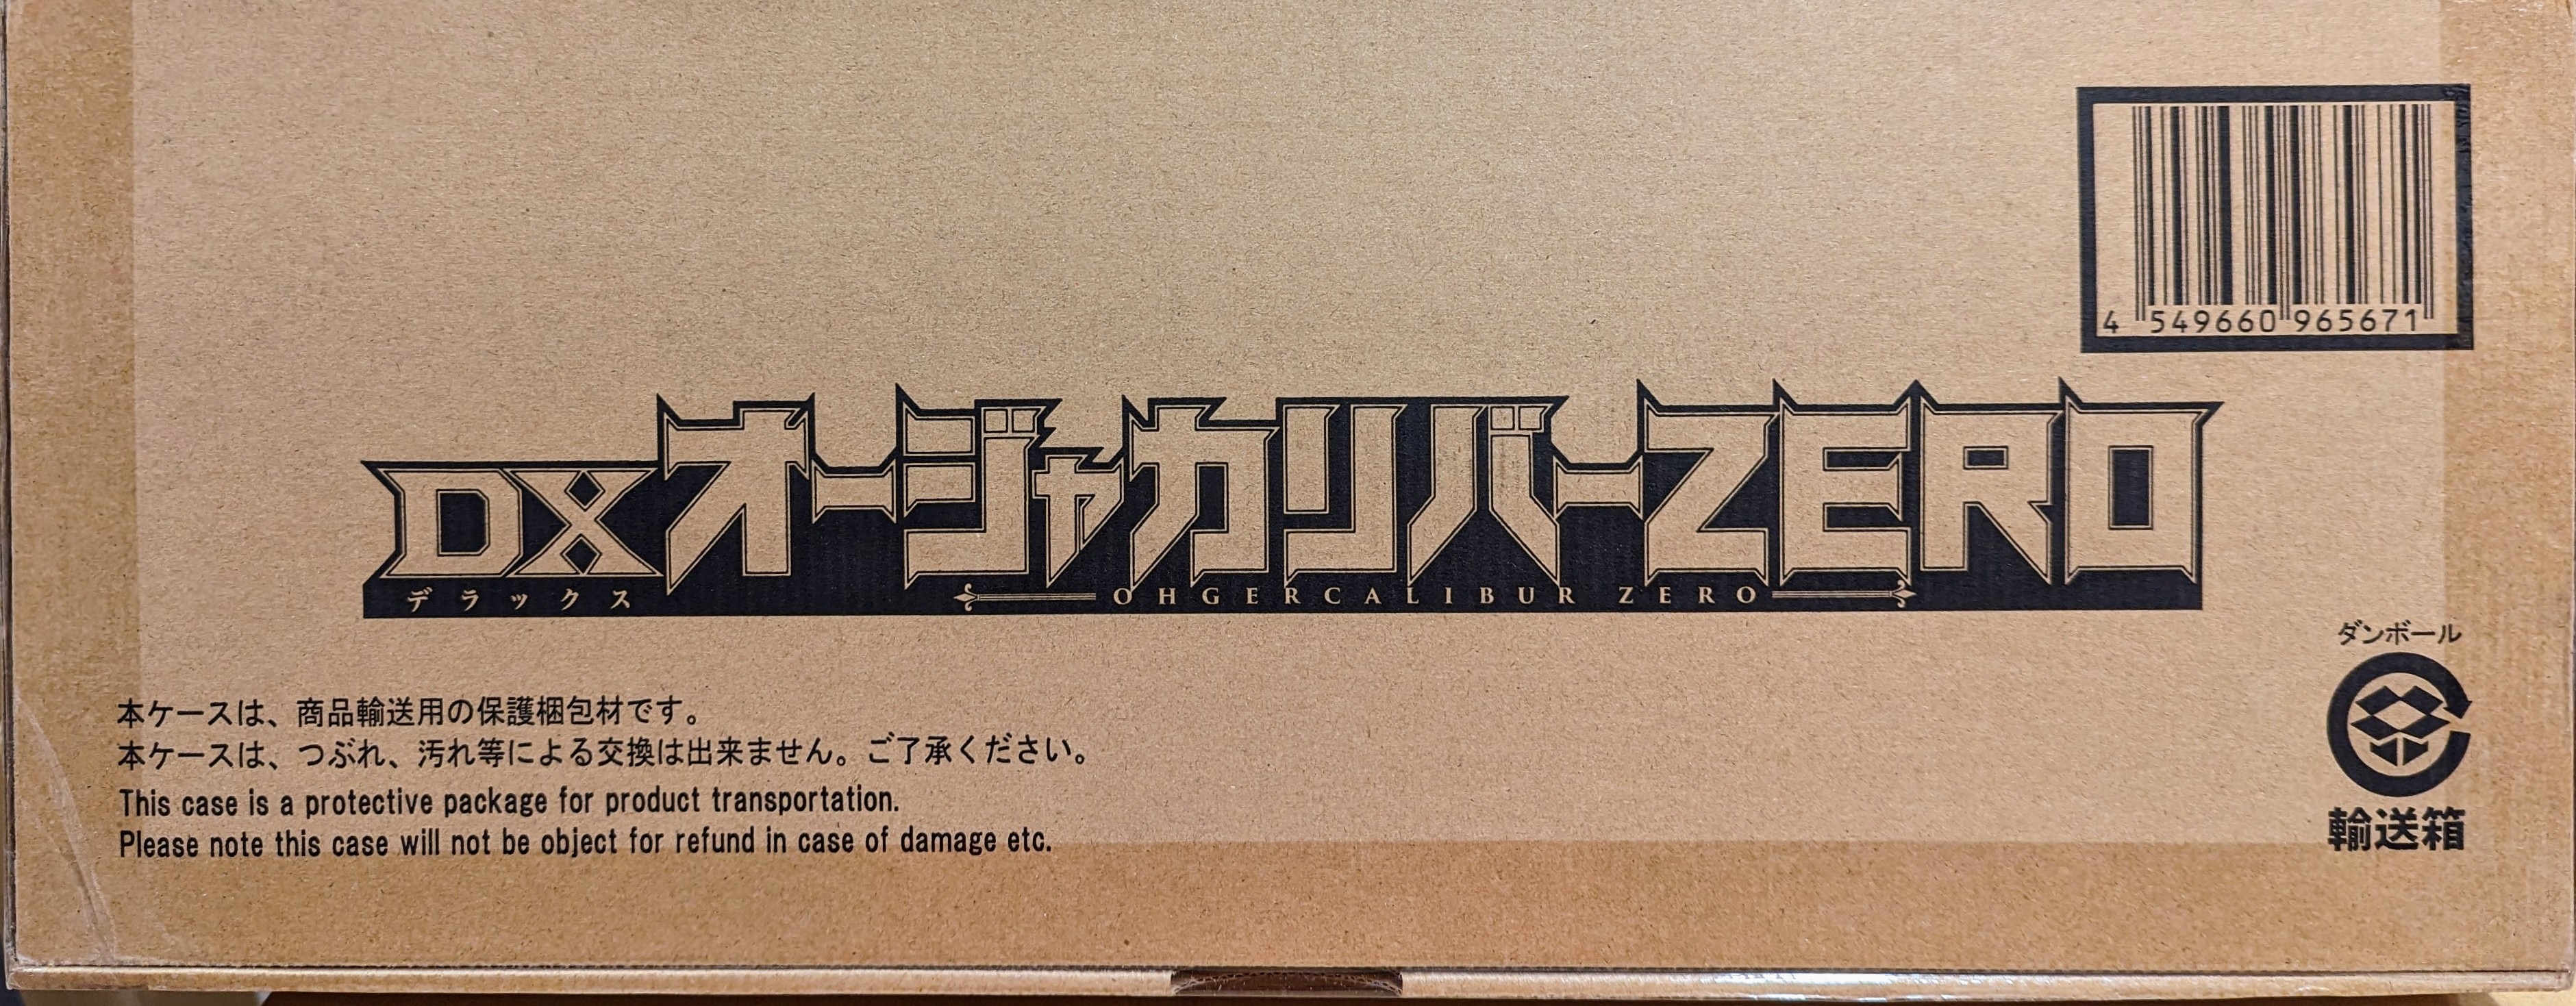 4 549660 965671
DXオージャカリバーZERO
デラックス OHGERCALIBUR ZERO
ダンボール
本ケースは、商品輸送用の保護梱包材です。
本ケースは、つぶれ、汚れ等による交換は出来ません。ご了承ください。
This case is a protective package for product transportation.
Please note this case will not be object for refund in case of damage etc.
輸送箱